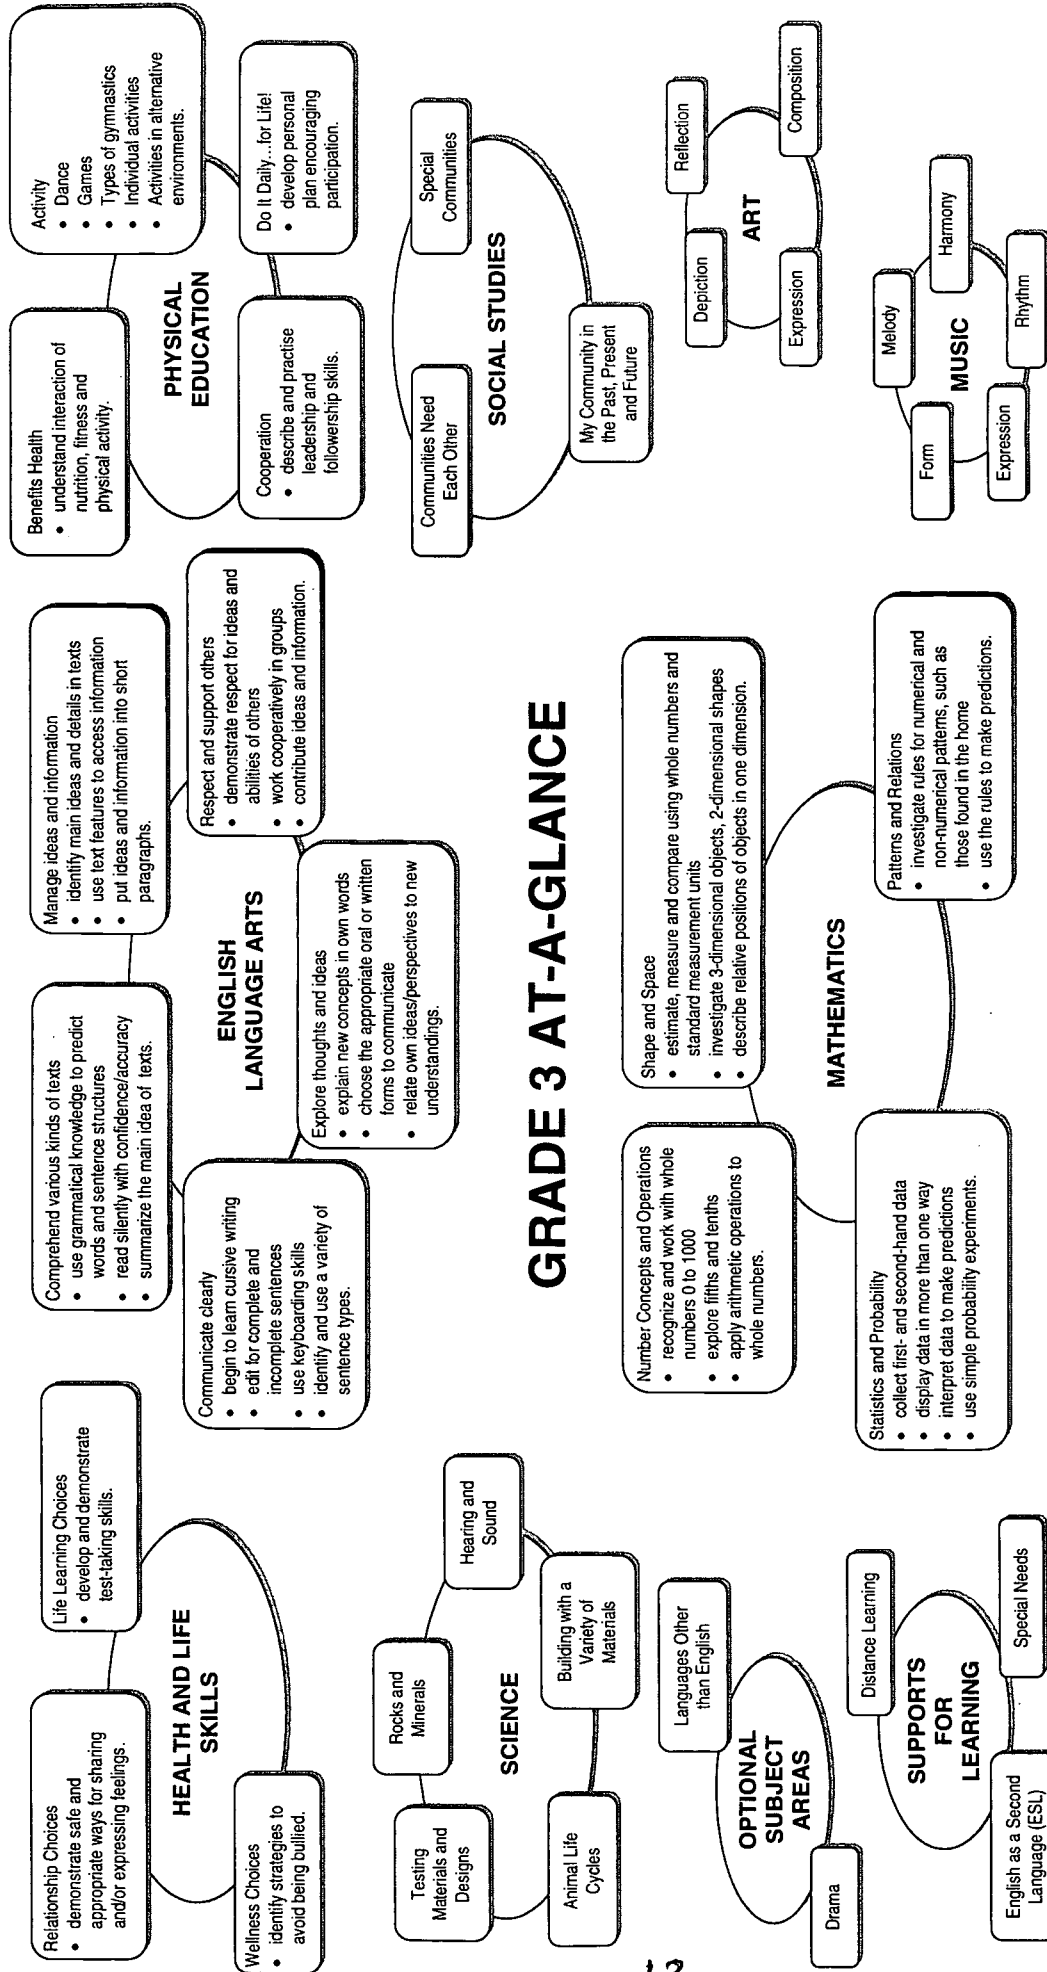 GRADE 3 AT-A-GLANCE
HEALTH AND LIFE
SKILLS
Relationship Choices
• demonstrate safe and
appropriate ways for sharing
and/or expressing feelings.
Life Learning Choices
• develop and demonstrate
test-taking skills.
Wellness Choices
• identify strategies to
avoid being bullied.
ENGLISH
LANGUAGE ARTS
Comprehend various kinds of texts
• use grammatical knowledge to predict
words and sentence structures
• read silently with confidence/accuracy
• summarize the main idea of texts.
Manage ideas and information
• identify main ideas and details in texts
• use text features to access information
• put ideas and information into short
paragraphs.
Communicate clearly
• begin to learn cursive writing
• edit for complete and
incomplete sentences
• use keyboarding skills
• identify and use a variety of
sentence types.
Explore thoughts and ideas
• explain new concepts in own words
• choose the appropriate oral or written
forms to communicate
• relate own ideas/perspectives to new
understandings.
Respect and support others
• demonstrate respect for ideas and
abilities of others
• work cooperatively in groups
• contribute ideas and information.
PHYSICAL
EDUCATION
Benefits Health
• understand interaction of
nutrition, fitness and
physical activity.
Activity
• Dance
• Games
• Types of gymnastics
• Individual activities
• Activities in alternative
environments.
Cooperation
• describe and practise
leadership and
followership skills.
Do It Daily...for Life!
• develop personal
plan encouraging
participation.
SCIENCE
Testing
Materials and
Designs
Rocks and
Minerals
Hearing and
Sound
Animal Life
Cycles
Building with a
Variety of
Materials
SOCIAL STUDIES
Communities Need
Each Other
Special
Communities
My Community in
the Past, Present
and Future
MATHEMATICS
Number Concepts and Operations
• recognize and work with whole
numbers 0 to 1000
• explore fifths and tenths
• apply arithmetic operations to
whole numbers.
Shape and Space
• estimate, measure and compare using whole numbers and
standard measurement units
• investigate 3-dimensional objects, 2-dimensional shapes
• describe relative positions of objects in one dimension.
Statistics and Probability
• collect first- and second-hand data
• display data in more than one way
• interpret data to make predictions
• use simple probability experiments.
Patterns and Relations
• investigate rules for numerical and
non-numerical patterns, such as
those found in the home
• use the rules to make predictions.
ART
Depiction
Reflection
Expression
Composition
OPTIONAL
SUBJECT
AREAS
Languages Other
than English
Drama
SUPPORTS
FOR
LEARNING
Distance Learning
English as a Second
Language (ESL)
Special Needs
MUSIC
Form
Melody
Harmony
Expression
Rhythm